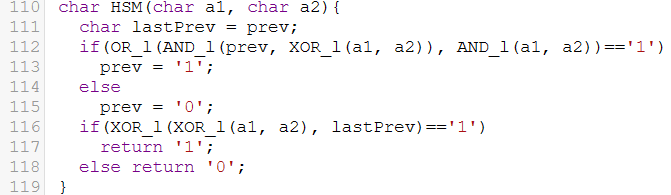 110 char HSM(char a1, char a2){
111   char lastPrev = prev;
112   if(OR_l(AND_l(prev, XOR_l(a1, a2)), AND_l(a1, a2))=='1')
113     prev = '1';
114   else
115     prev = '0';
116   if(XOR_l(XOR_l(a1, a2), lastPrev)=='1')
117     return '1';
118   else return '0';
119 }